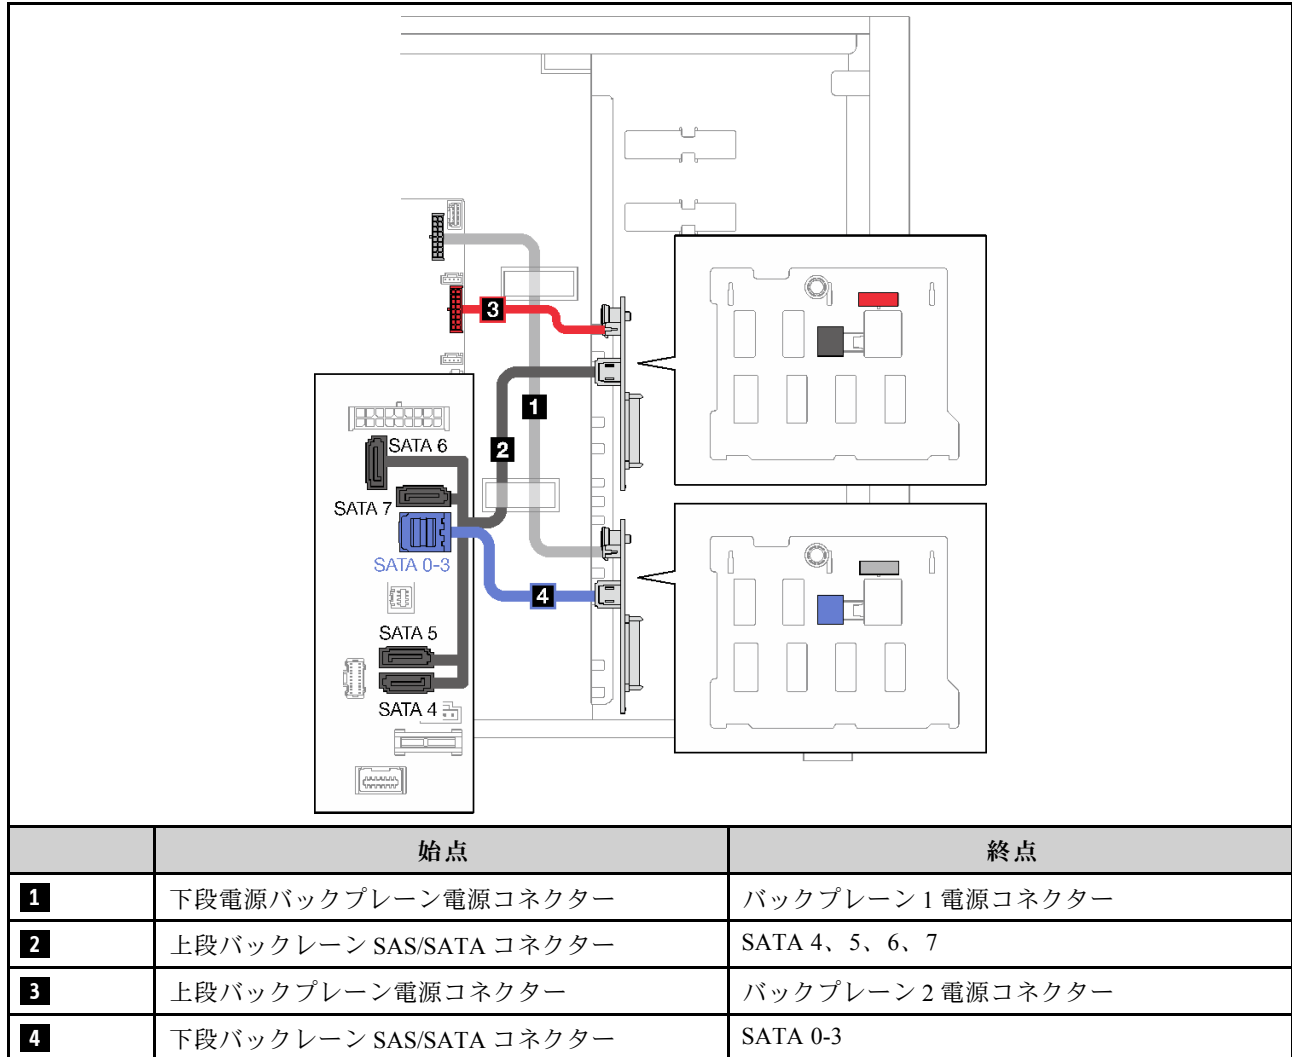 3
1
2
SATA 6
SATA 7
SATA 0-3
4
SATA 5
SATA 4
始点 終点
1 下段電源バックプレーン電源コネクター バックプレーン 1 電源コネクター
2 上段バックレーン SAS/SATA コネクター SATA 4、5、6、7
3 上段バックプレーン電源コネクター バックプレーン 2 電源コネクター
4 下段バックレーン SAS/SATA コネクター SATA 0-3